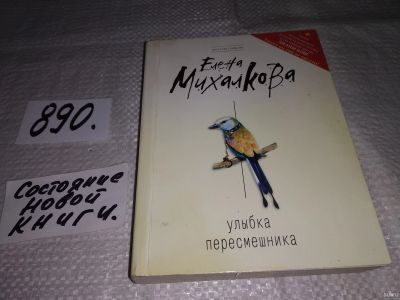 890.
Состояние
новой
книги.
Елена
Михалкова
улыбка
пересмешника